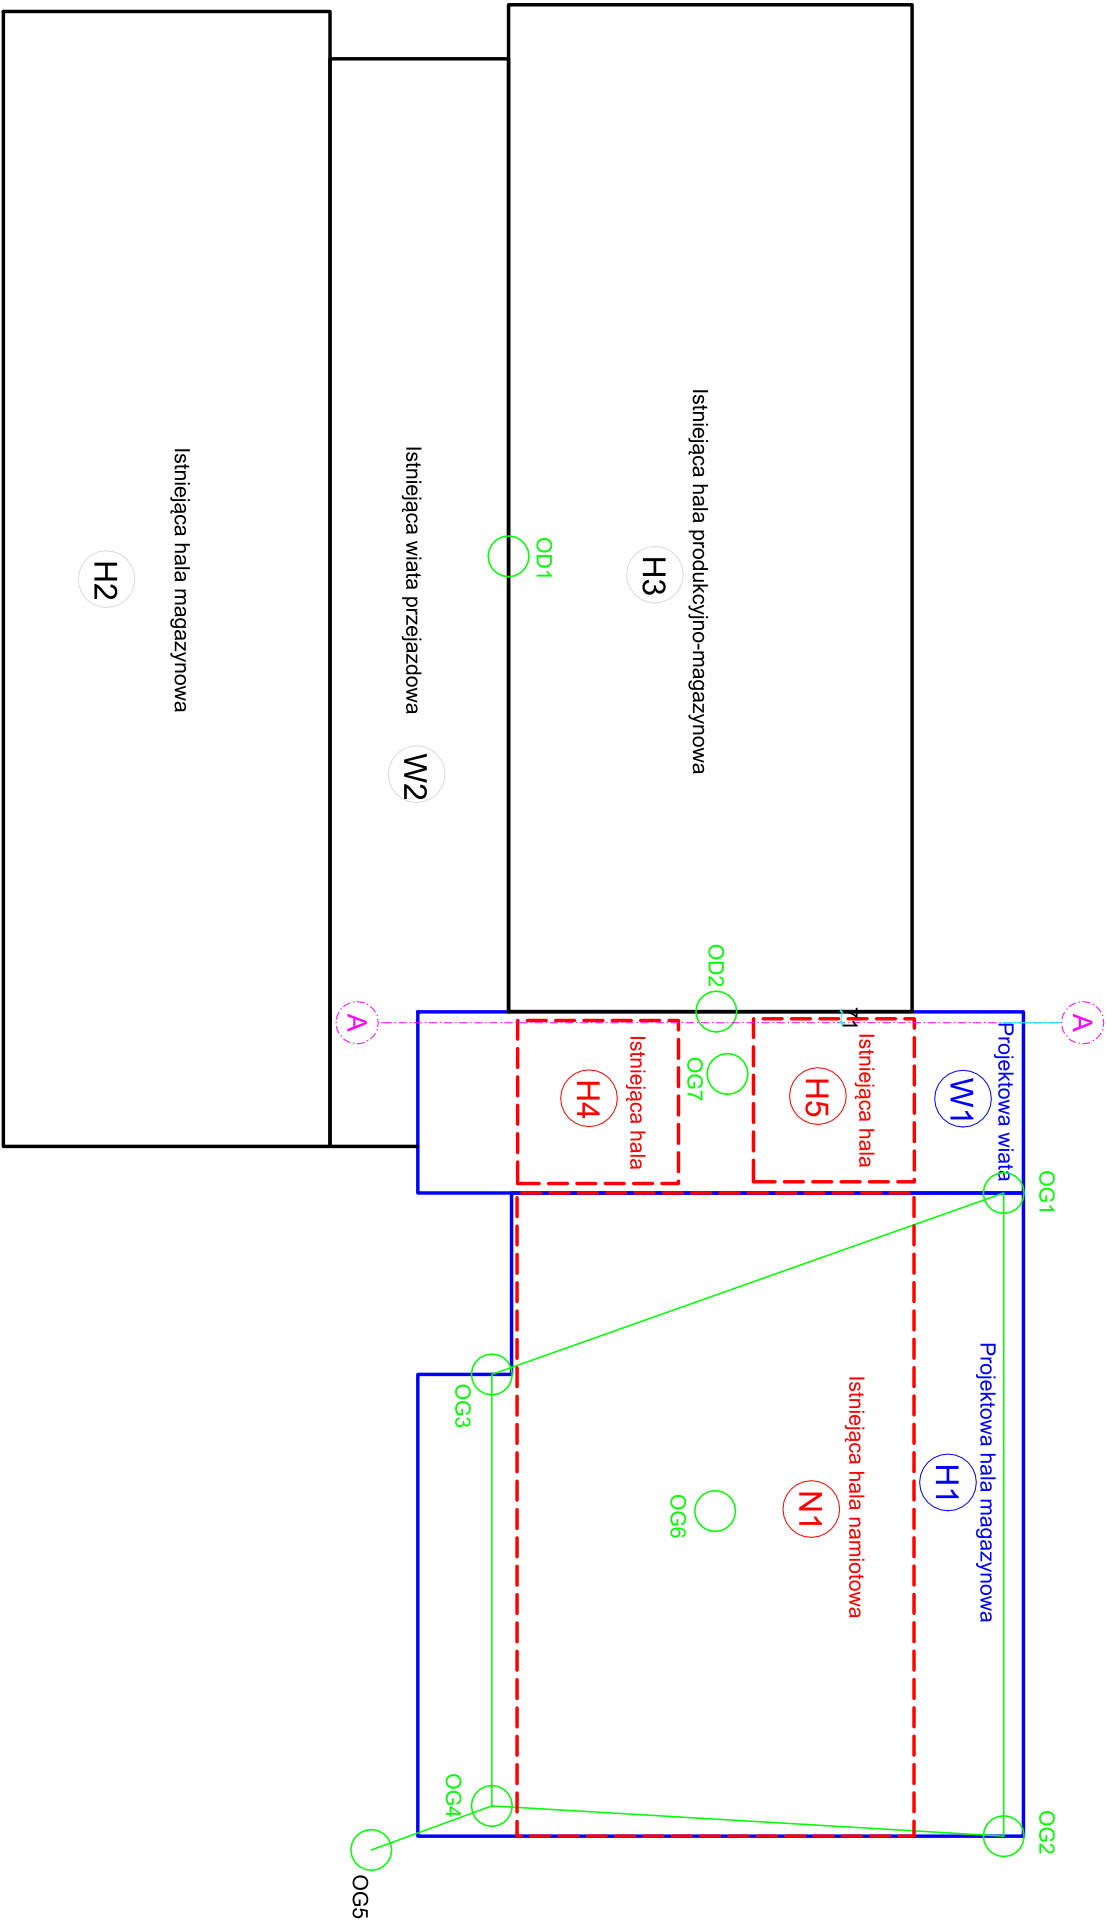 Istniejąca hala produkcyjno-magazynowa
H3
OD1
Istniejąca wiata przejazdowa
W2
Istniejąca hala magazynowa
H2
A
Projektowa wiata
W1
OG1
Istniejąca hala
H5
OD2
OG7
Istniejąca hala
H4
A
OG2
Projektowa hala magazynowa
H1
Istniejąca hala namiotowa
N1
OG6
OG3
OG4
OG5